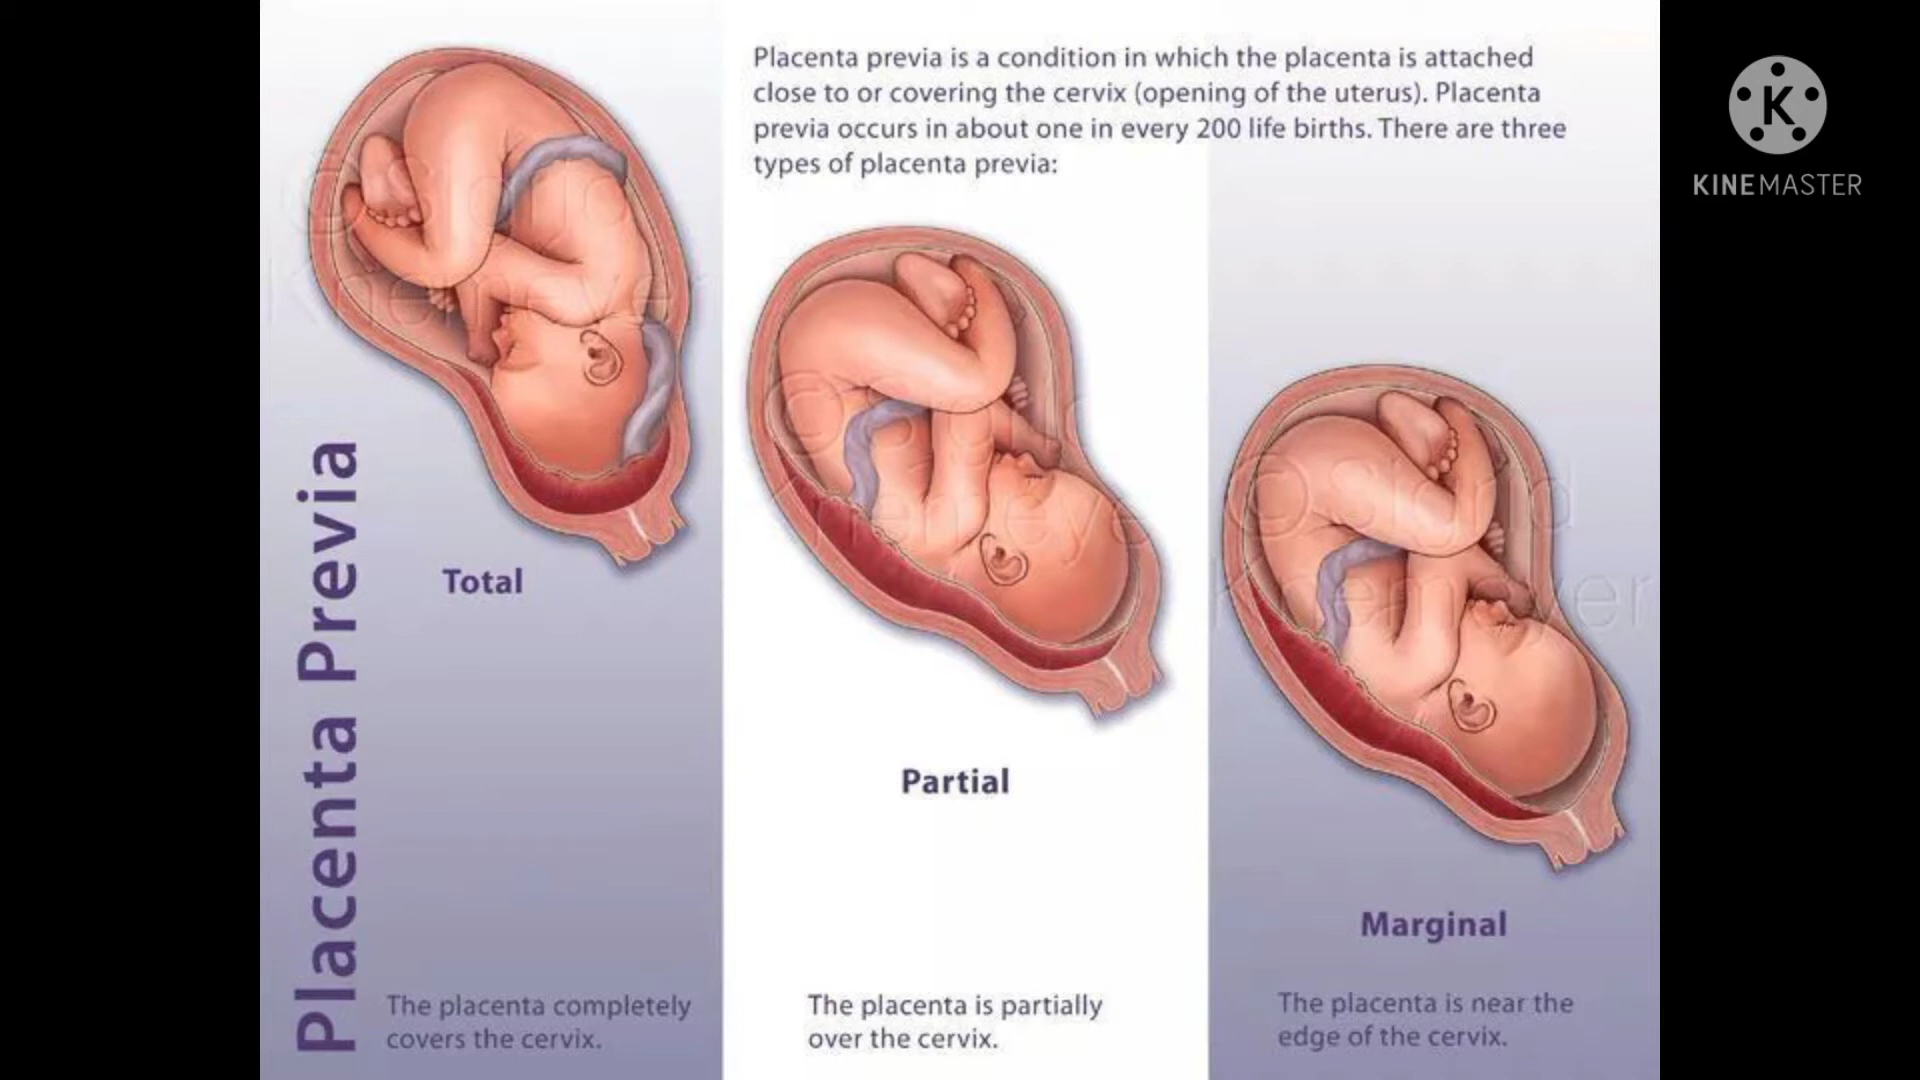 Placenta previa is a condition in which the placenta is attached
close to or covering the cervix (opening of the uterus). Placenta
previa occurs in about one in every 200 life births. There are three
types of placenta previa:
KINEMASTER
Placenta Previa
Total
Partial
Marginal
The placenta completely
covers the cervix.
The placenta is partially
over the cervix.
The placenta is near the
edge of the cervix.